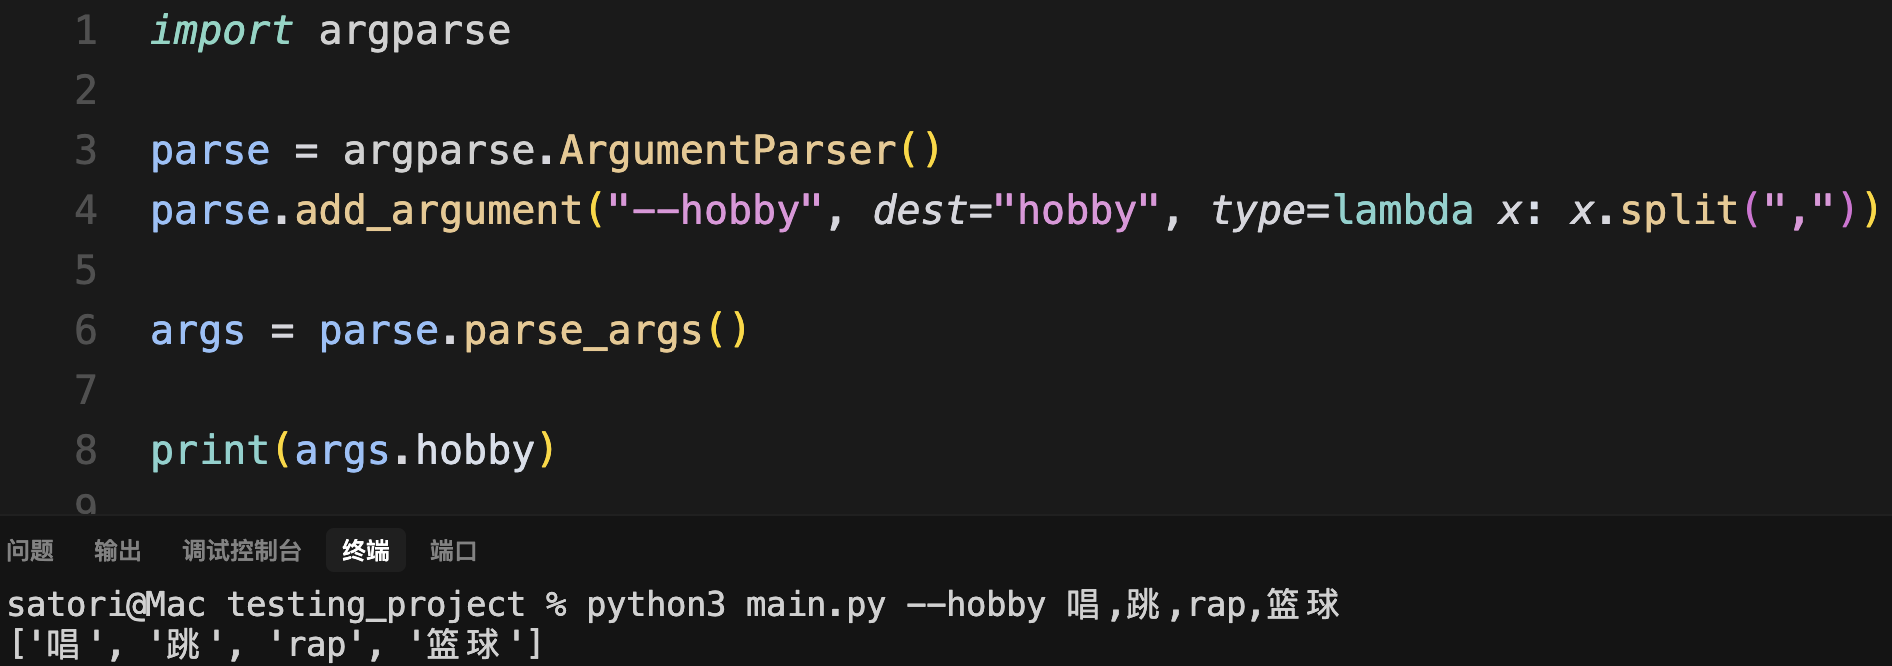 1 import argparse
2
3 parse = argparse.ArgumentParser()
4 parse.add_argument("--hobby", dest="hobby", type=lambda x: x.split(","))
5
6 args = parse.parse_args()
7
8 print(args.hobby)
9
问题 输出 调试控制台 终端 端口
satori@Mac testing_project % python3 main.py --hobby 唱,跳,rap,篮球
['唱', '跳', 'rap', '篮球']